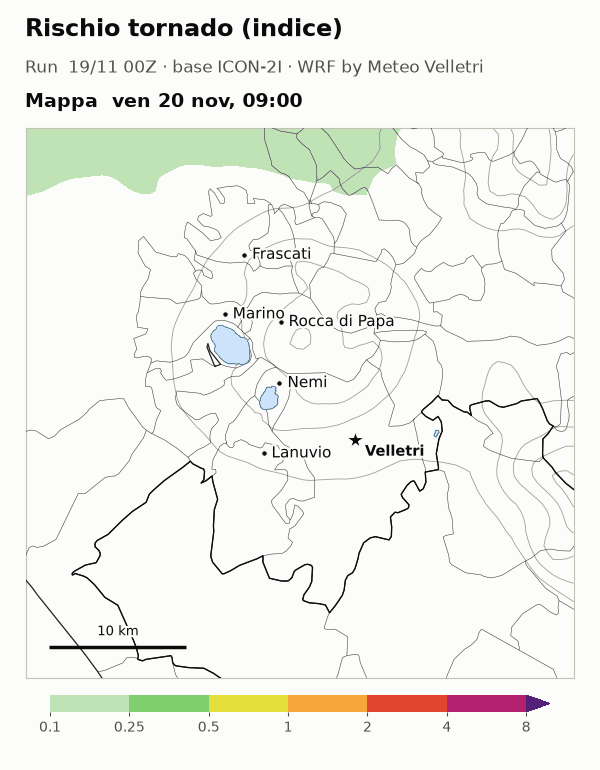 Rischio tornado (indice)
Run  19/11 00Z · base ICON-2I · WRF by Meteo Velletri
Mappa  ven 20 nov, 09:00
Frascati
Marino
Rocca di Papa
Nemi
Velletri
Lanuvio
10 km
0.1 0.25 0.5 1 2 4 8